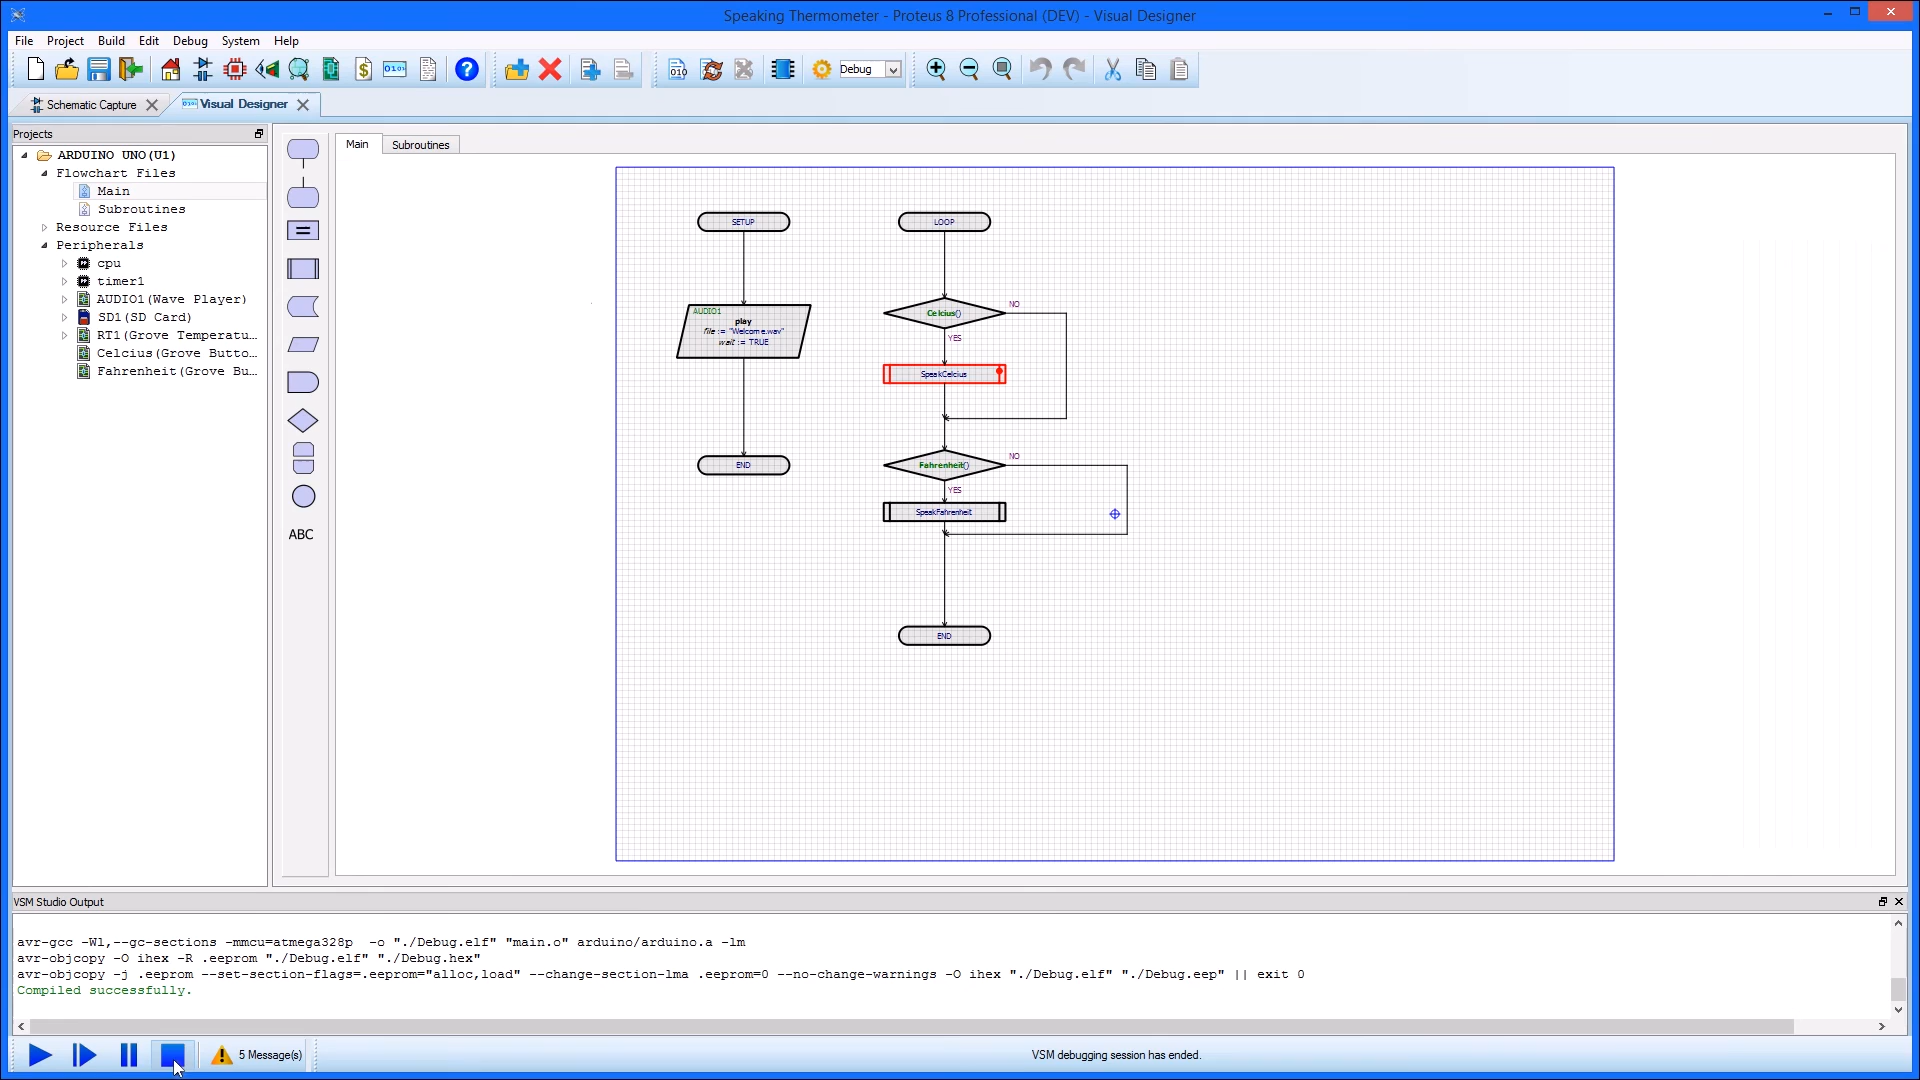 Speaking Thermometer - Proteus 8 Professional (DEV) - Visual Designer
File Project Build Edit Debug System Help
Debug
Schematic Capture
Visual Designer
Projects
ARDUINO UNO(U1)
Flowchart Files
Main
Subroutines
Resource Files
Peripherals
cpu
timer1
AUDIO1(Wave Player)
SD1(SD Card)
RT1(Grove Temperatu...
Celcius(Grove Butto...
Fahrenheit(Grove Bu...
ABC
Main
Subroutines
SETUP
AUDIO1
play
file := "Welcome.wav"
wait := TRUE
END
LOOP
Celcius()
NO
YES
SpeakCelcius
Fahrenheit()
NO
YES
SpeakFahrenheit
END
VSM Studio Output
avr-gcc -Wl,--gc-sections -mmcu=atmega328p -o "./Debug.elf" "main.o" arduino/arduino.a -lm
avr-objcopy -O ihex -R .eeprom "./Debug.elf" "./Debug.hex"
avr-objcopy -j .eeprom --set-section-flags=.eeprom="alloc,load" --change-section-lma .eeprom=0 --no-change-warnings -O ihex "./Debug.elf" "./Debug.eep" || exit 0
Compiled successfully.
5 Message(s)
VSM debugging session has ended.